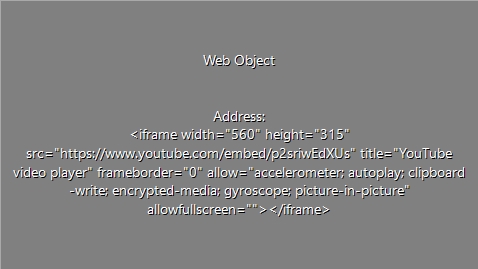 Web Object
Address:
<iframe width="560" height="315"
src="https://www.youtube.com/embed/p2sriwEdXUs" title="YouTube
video player" frameborder="0" allow="accelerometer; autoplay; clipboard
-write; encrypted-media; gyroscope; picture-in-picture"
allowfullscreen=""></iframe>